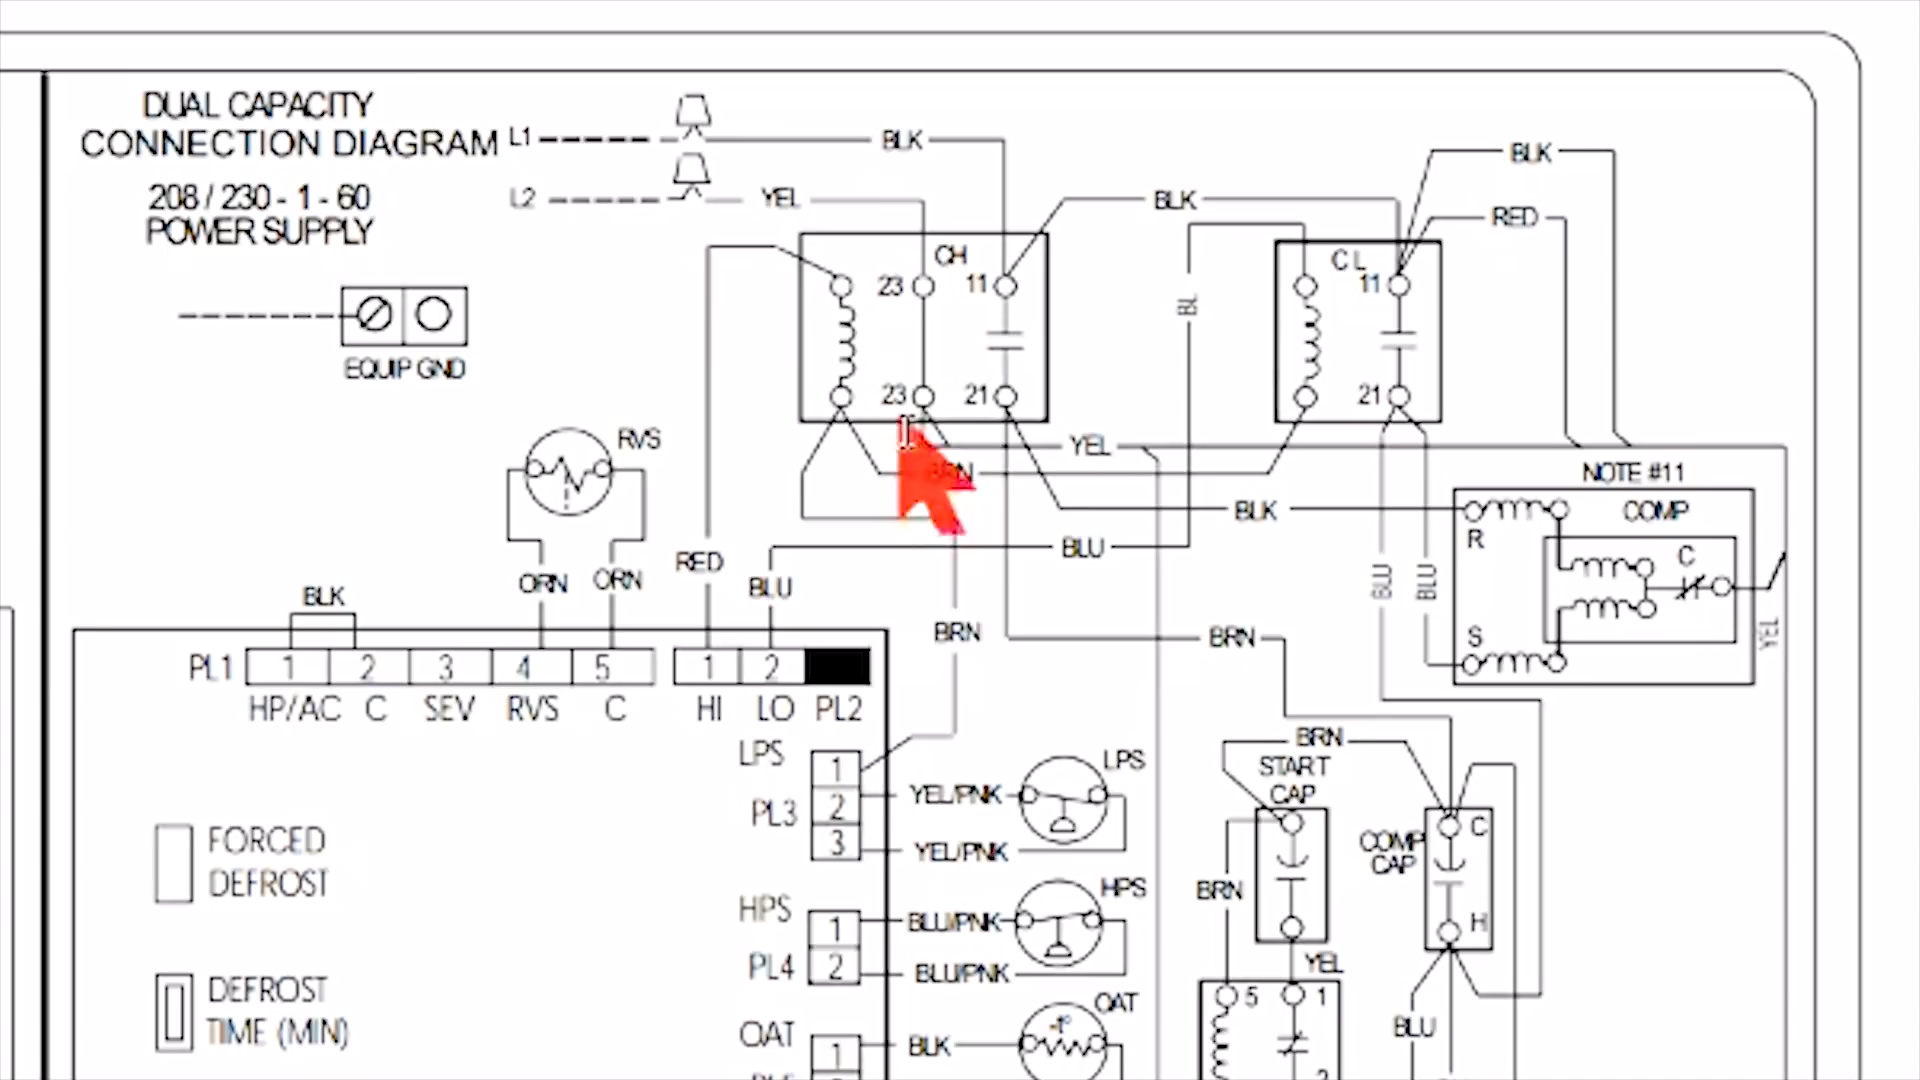 DUAL CAPACITY
CONNECTION DIAGRAM
208 / 230 - 1 - 60
POWER SUPPLY
L1
BLK
L2
YEL
BLK
BLK
RED
CH
23
11
23
21
CL
11
21
BL
EQUIP GND
RVS
YEL
BRN
BLK
BLU
NOTE #11
COMP
R
C
S
YEL
BLU
BLU
ORN
ORN
RED
BLU
BLK
BRN
BRN
PL1
1
2
3
4
5
1
2
HP/AC
C
SEV
RVS
C
HI
LO
PL2
LPS
1
PL3
2
3
YEL/PNK
YEL/PNK
LPS
HPS
1
PL4
2
BLU/PNK
BLU/PNK
HPS
OAT
1
BLK
OAT
-t°
BRN
START
CAP
COMP
CAP
C
H
BRN
YEL
5
1
2
BLU
FORCED
DEFROST
DEFROST
TIME (MIN)